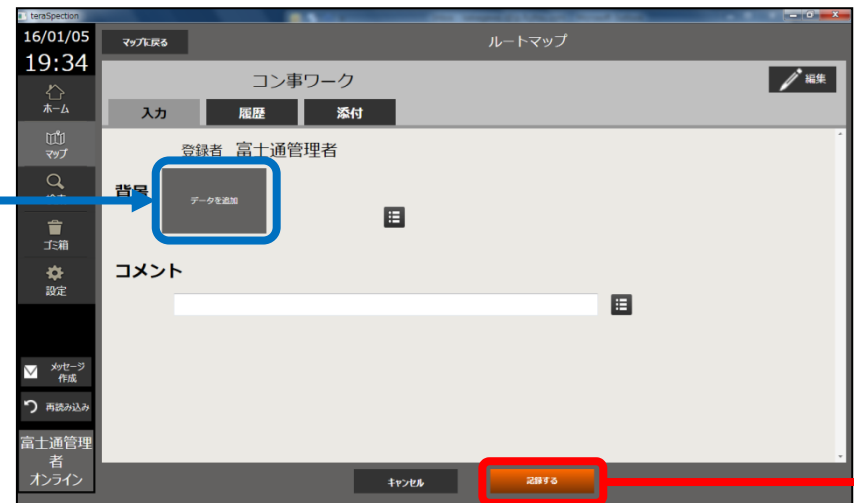 teraSpection
16/01/05
19:34
マップに戻る
ルートマップ
ホーム
マップ
ゴミ箱
設定
メッセージ
作成
再読み込み
富士通管理
者
オンライン
コン事ワーク
編集
入力
履歴
添付
登録者 富士通管理者
背景
データを追加
コメント
キャンセル
記録する